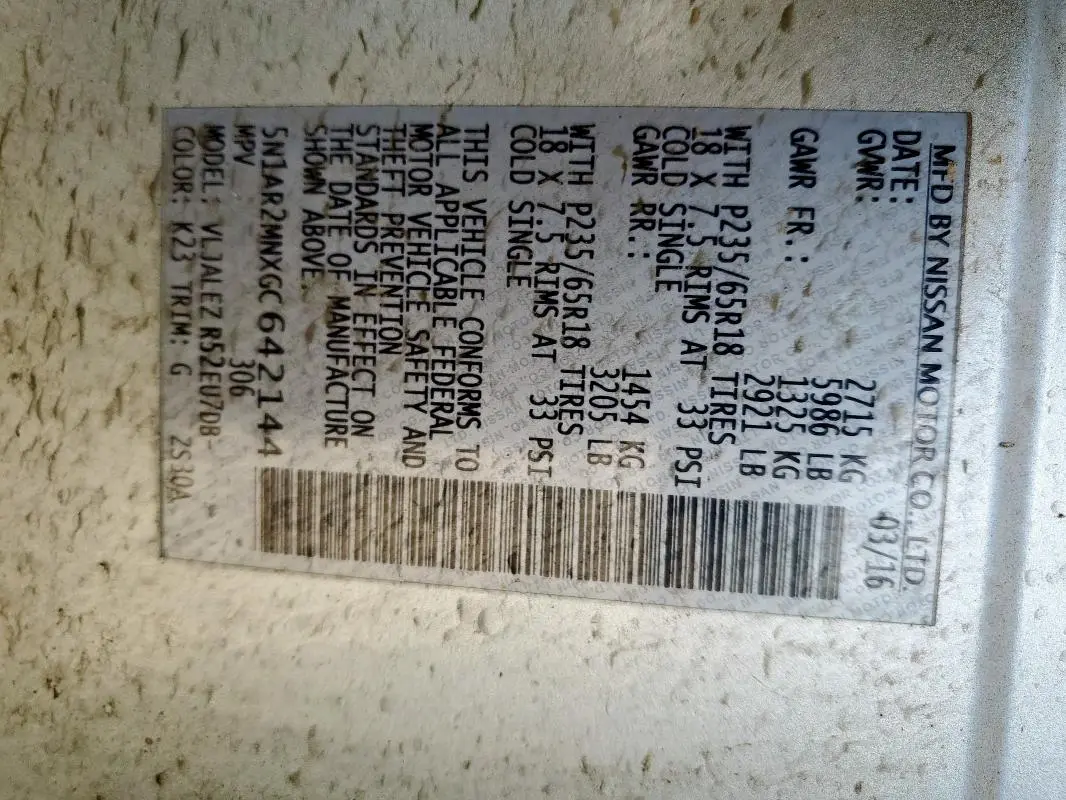 MFD BY NISSAN MOTOR CO., LTD.
DATE: 03/16
GVWR: 2715 KG
5986 LB
GAWR FR.: 1325 KG
2921 LB
WITH P235/65R18 TIRES
18 X 7.5 RIMS AT 33 PSI
COLD SINGLE
GAWR RR.: 1454 KG
3205 LB
WITH P235/65R18 TIRES
18 X 7.5 RIMS AT 33 PSI
COLD SINGLE
THIS VEHICLE CONFORMS TO
ALL APPLICABLE FEDERAL
MOTOR VEHICLE SAFETY AND
THEFT PREVENTION
STANDARDS IN EFFECT ON
THE DATE OF MANUFACTURE
SHOWN ABOVE.
5N1AR2MNXGC642144
MPV 306
MODEL: VLJALEZ R52EU7DB-
COLOR: K23 TRIM: G 2S30A